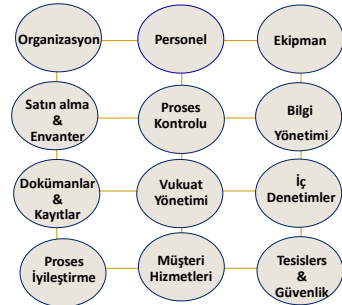 Organizasyon
Personel
Ekipman
Satın alma
&
Envanter
Proses
Kontrolu
Bilgi
Yönetimi
Dokümanlar
&
Kayıtlar
Vukuat
Yönetimi
İç
Denetimler
Proses
İyileştirme
Müşteri
Hizmetleri
Tesislers
&
Güvenlik